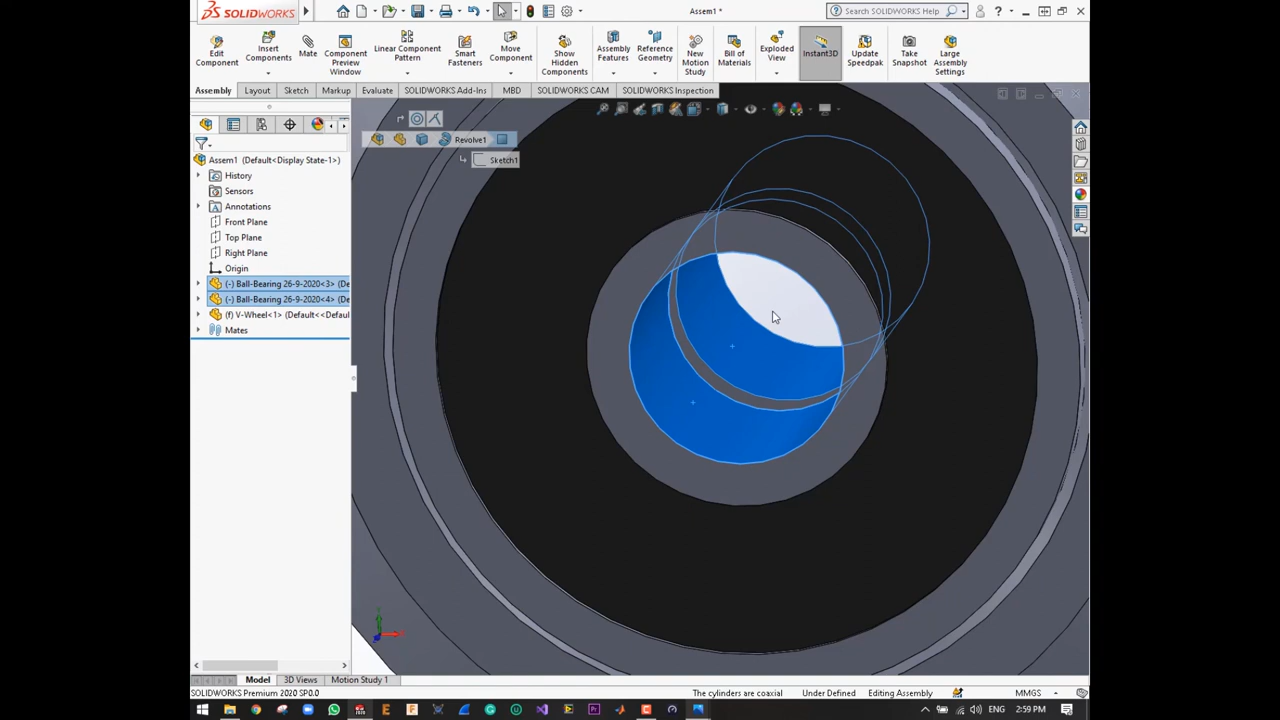 SOLIDWORKS
Assem1 *
Search SOLIDWORKS Help
Edit Component
Insert Components
Mate
Component Preview Window
Linear Component Pattern
Smart Fasteners
Move Component
Show Hidden Components
Assembly Features
Reference Geometry
New Motion Study
Bill of Materials
Exploded View
Instant3D
Update Speedpak
Take Snapshot
Large Assembly Settings
Assembly
Layout
Sketch
Markup
Evaluate
SOLIDWORKS Add-Ins
MBD
SOLIDWORKS CAM
SOLIDWORKS Inspection
Revolve1
Sketch1
Assem1 (Default<Display State-1>)
History
Sensors
Annotations
Front Plane
Top Plane
Right Plane
Origin
(-) Ball-Bearing 26-9-2020<3> (De
(-) Ball-Bearing 26-9-2020<4> (De
(f) V-Wheel<1> (Default<<Defaul
Mates
Model
3D Views
Motion Study 1
SOLIDWORKS Premium 2020 SP0.0
The cylinders are coaxial
Under Defined
Editing Assembly
MMGS
ENG
2:59 PM